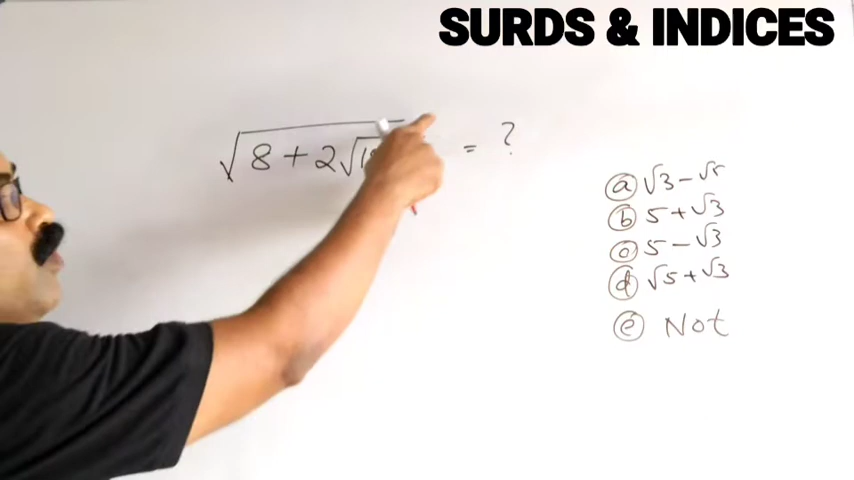 SURDS & INDICES
√8 + 2√1 = ?
ⓐ √3 - √5
ⓑ 5 + √3
ⓒ 5 - √3
ⓓ √5 + √3
ⓔ Not